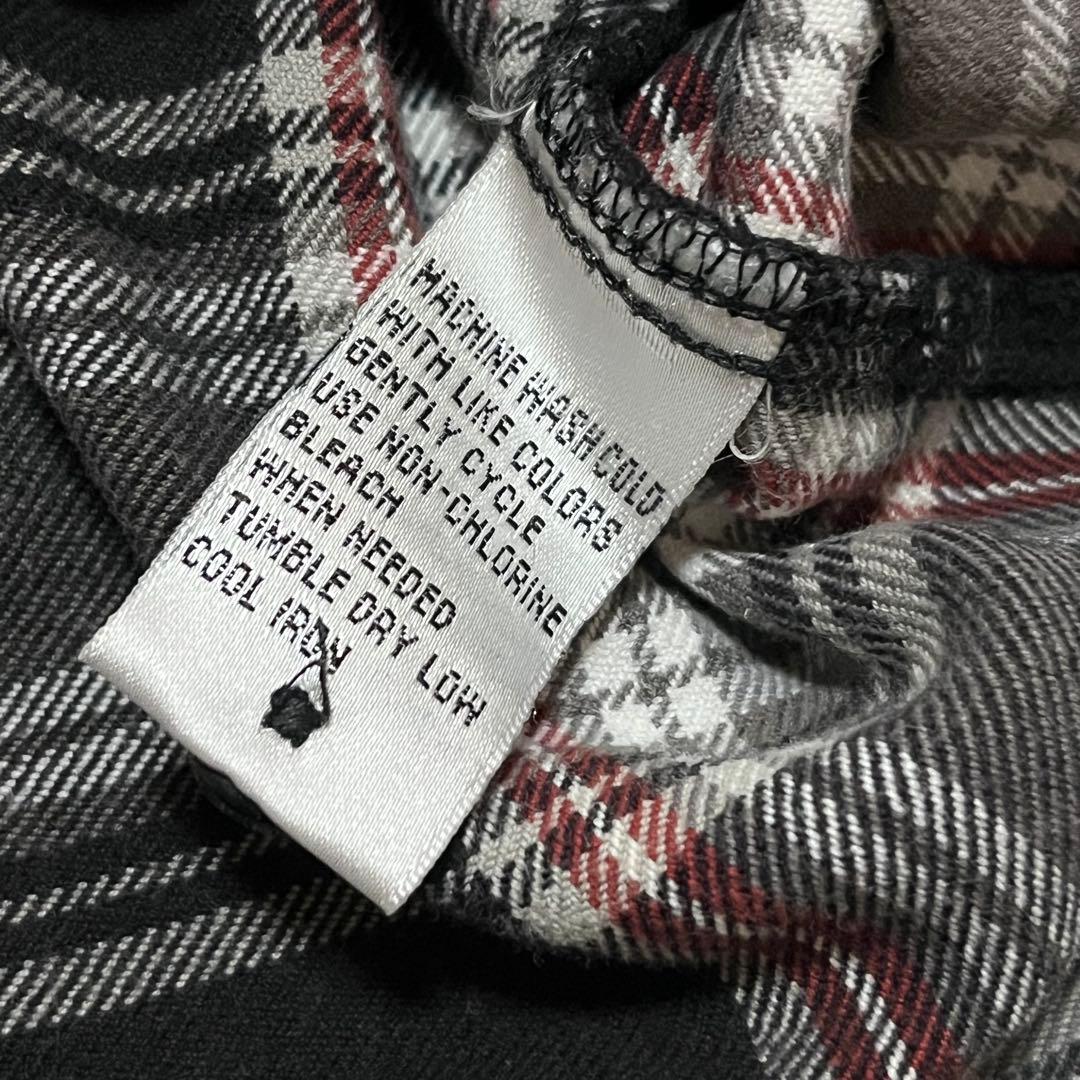 MACHINE WASH COLD
WITH LIKE COLORS
GENTLY CYCLE
USE NON-CHLORINE
BLEACH
WHEN NEEDED
TUMBLE DRY LOW
COOL IRON